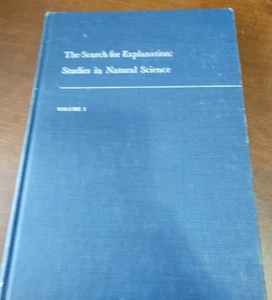 The Search for Explanation:
Studies in Natural Science
VOLUME I